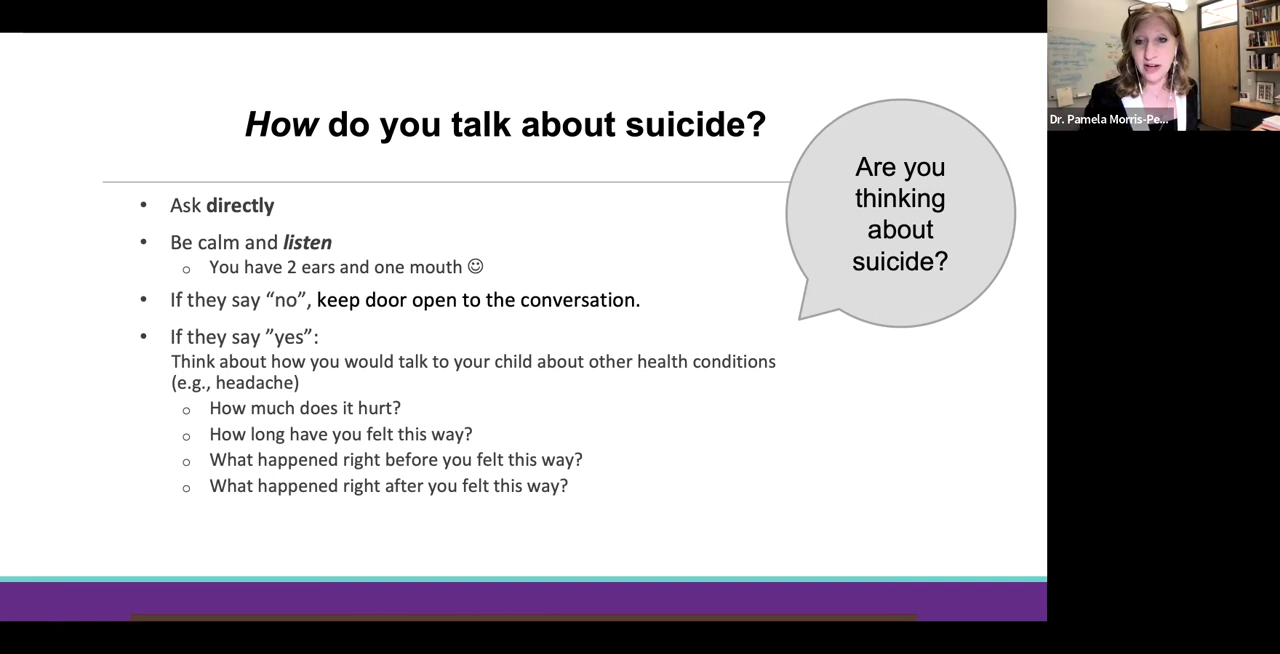 How do you talk about suicide?
Are you
thinking
about
suicide?
• Ask directly
• Be calm and listen
o You have 2 ears and one mouth ☺
• If they say “no”, keep door open to the conversation.
• If they say ”yes”:
Think about how you would talk to your child about other health conditions
(e.g., headache)
o How much does it hurt?
o How long have you felt this way?
o What happened right before you felt this way?
o What happened right after you felt this way?
Dr. Pamela Morris-Pe...